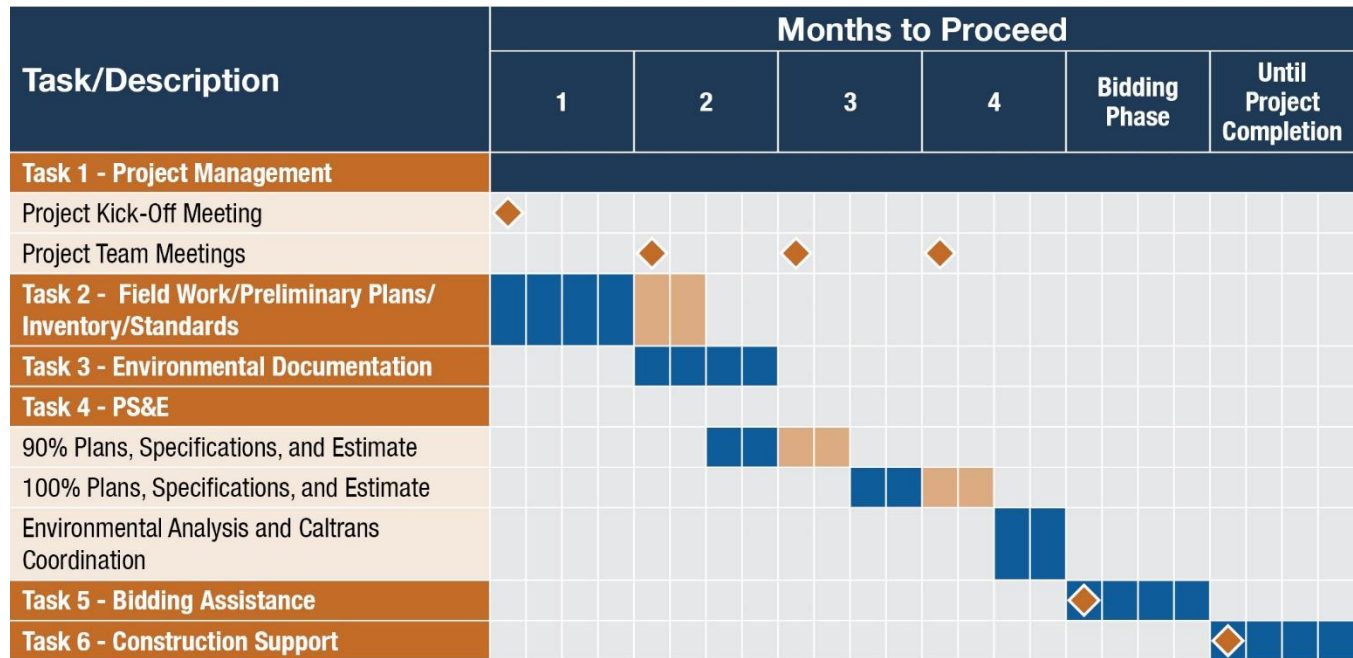 Months to Proceed
Task/Description
1
2
3
4
Bidding
Phase
Until
Project
Completion
Task 1 - Project Management
Project Kick-Off Meeting
Project Team Meetings
Task 2 - Field Work/Preliminary Plans/
Inventory/Standards
Task 3 - Environmental Documentation
Task 4 - PS&E
90% Plans, Specifications, and Estimate
100% Plans, Specifications, and Estimate
Environmental Analysis and Caltrans
Coordination
Task 5 - Bidding Assistance
Task 6 - Construction Support